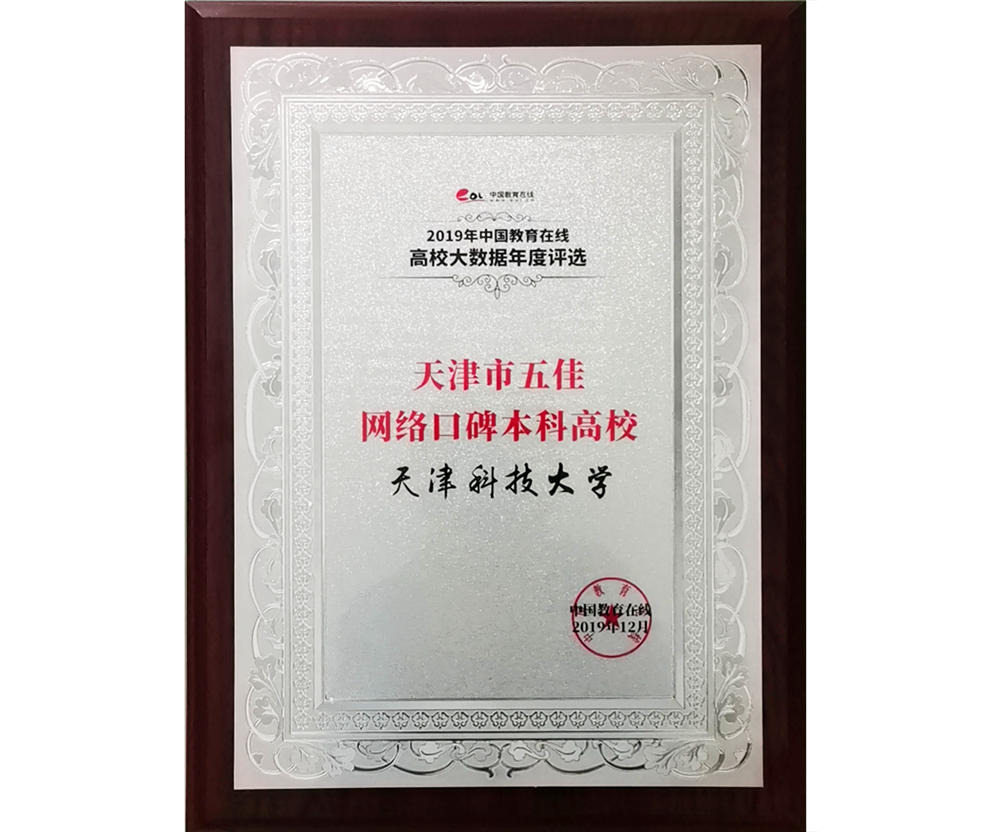 eol 中国教育在线
2019年中国教育在线
高校大数据年度评选
天津市五佳
网络口碑本科高校
天津科技大学
中国教育在线
2019年12月